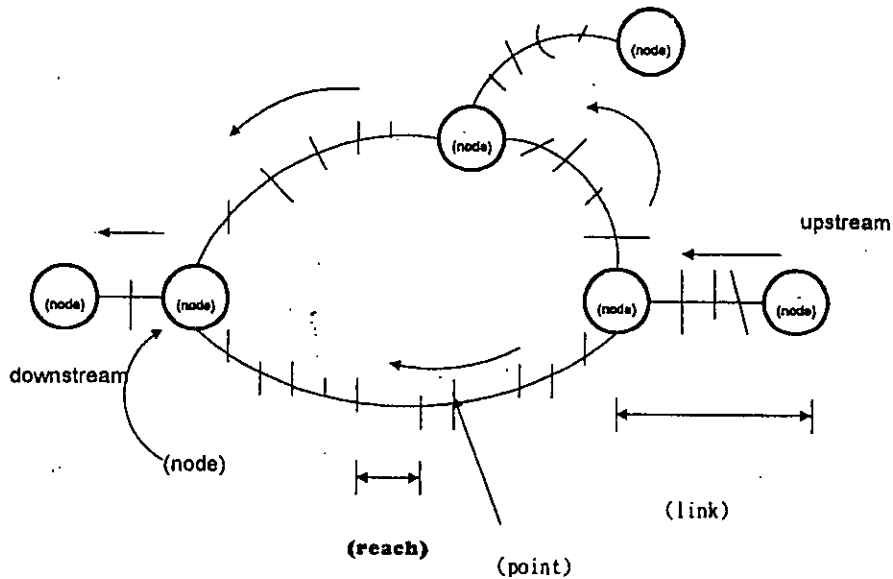 (node)
(node)
upstream
(node)
(node)
(node)
(node)
downstream
(node)
(link)
(reach)
(point)